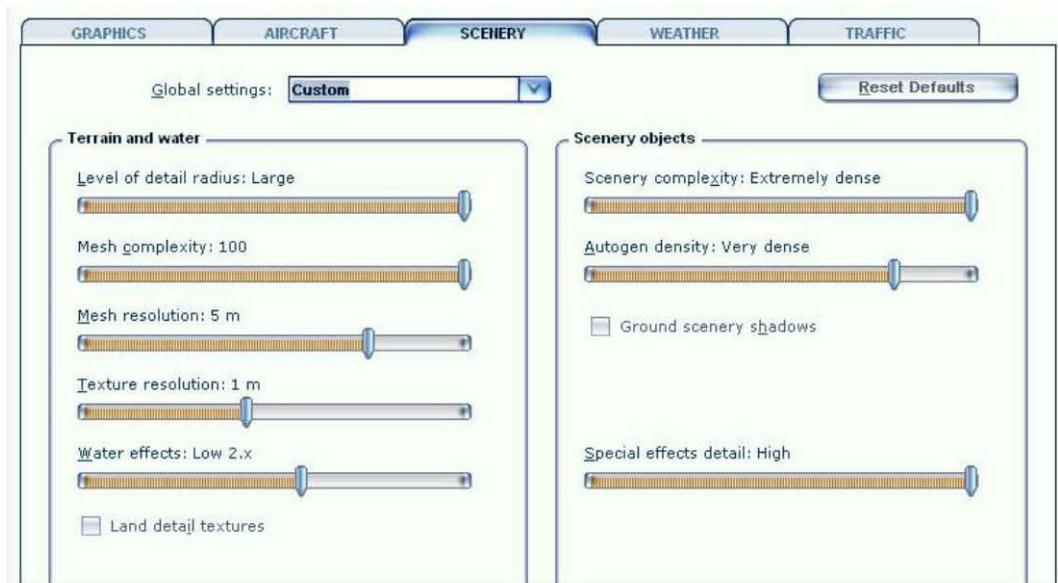 GRAPHICS
AIRCRAFT
SCENERY
WEATHER
TRAFFIC
Global settings: Custom
Reset Defaults
Terrain and water
Level of detail radius: Large
Mesh complexity: 100
Mesh resolution: 5 m
Texture resolution: 1 m
Water effects: Low 2.x
Land detail textures
Scenery objects
Scenery complexity: Extremely dense
Autogen density: Very dense
Ground scenery shadows
Special effects detail: High